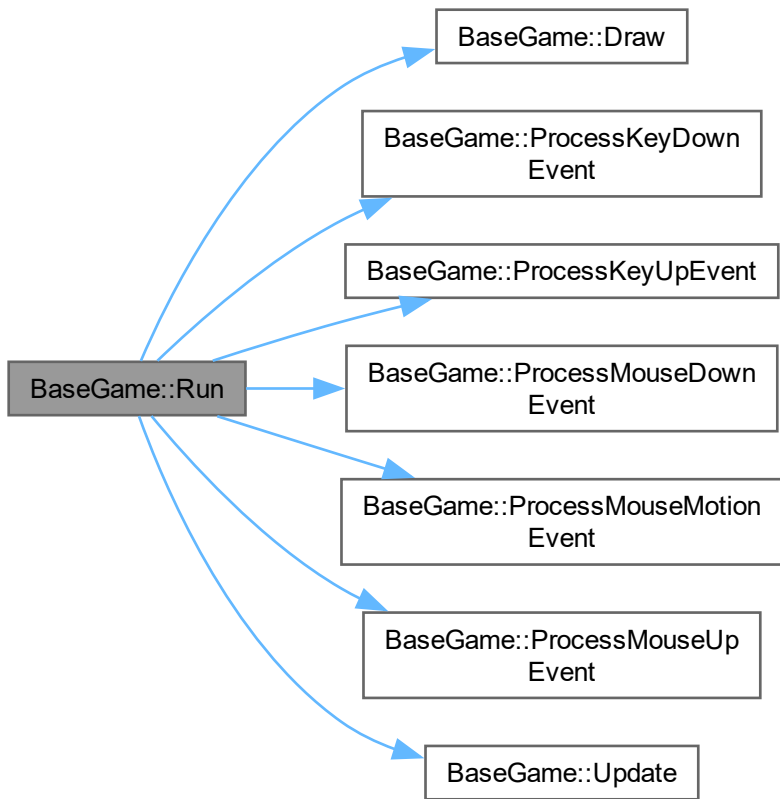 BaseGame::Draw
BaseGame::ProcessKeyDown
Event
BaseGame::ProcessKeyUpEvent
BaseGame::Run
BaseGame::ProcessMouseDown
Event
BaseGame::ProcessMouseMotion
Event
BaseGame::ProcessMouseUp
Event
BaseGame::Update